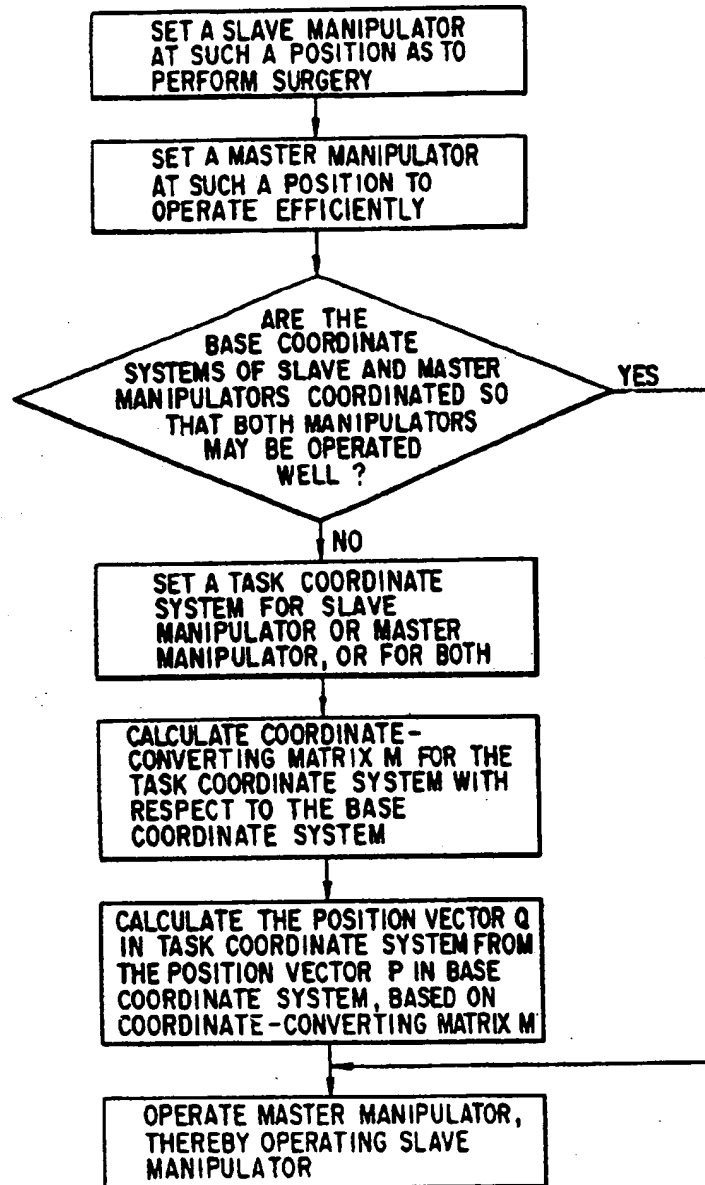 SET A SLAVE MANIPULATOR
AT SUCH A POSITION AS TO
PERFORM SURGERY
SET A MASTER MANIPULATOR
AT SUCH A POSITION TO
OPERATE EFFICIENTLY
ARE THE
BASE COORDINATE
SYSTEMS OF SLAVE AND MASTER
MANIPULATORS COORDINATED SO
THAT BOTH MANIPULATORS
MAY BE OPERATED
WELL ?
YES
NO
SET A TASK COORDINATE
SYSTEM FOR SLAVE
MANIPULATOR OR MASTER
MANIPULATOR, OR FOR BOTH
CALCULATE COORDINATE-
CONVERTING MATRIX M FOR THE
TASK COORDINATE SYSTEM WITH
RESPECT TO THE BASE
COORDINATE SYSTEM
CALCULATE THE POSITION VECTOR Q
IN TASK COORDINATE SYSTEM FROM
THE POSITION VECTOR P IN BASE
COORDINATE SYSTEM, BASED ON
COORDINATE-CONVERTING MATRIX M
OPERATE MASTER MANIPULATOR,
THEREBY OPERATING SLAVE
MANIPULATOR